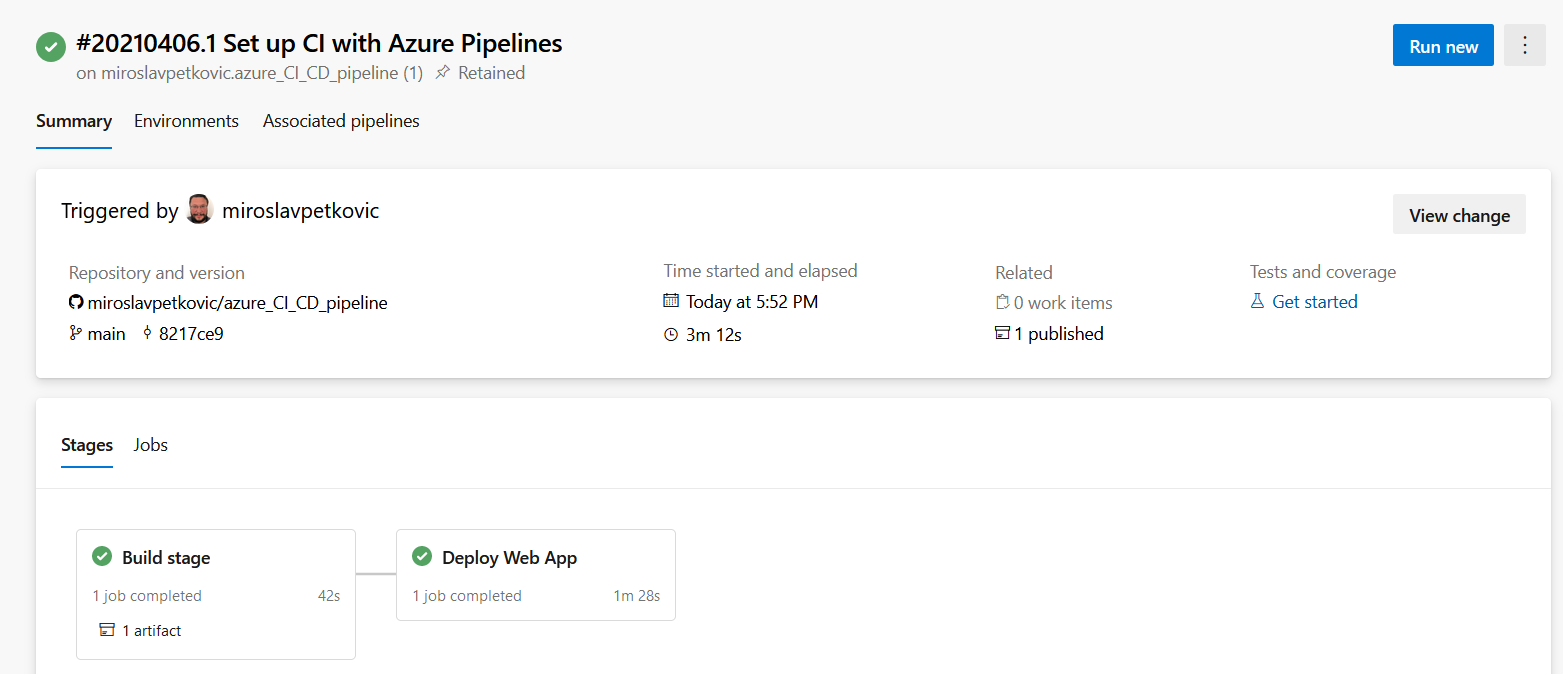 #20210406.1 Set up CI with Azure Pipelines
on miroslavpetkovic.azure_CI_CD_pipeline (1) Retained
Run new
Summary Environments Associated pipelines
Triggered by miroslavpetkovic
View change
Repository and version
miroslavpetkovic/azure_CI_CD_pipeline
main 8217ce9
Time started and elapsed
Today at 5:52 PM
3m 12s
Related
0 work items
1 published
Tests and coverage
Get started
Stages Jobs
Build stage
1 job completed 42s
1 artifact
Deploy Web App
1 job completed 1m 28s